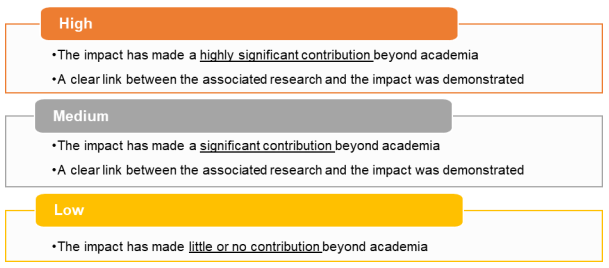 High
•The impact has made a highly significant contribution beyond academia
•A clear link between the associated research and the impact was demonstrated
Medium
•The impact has made a significant contribution beyond academia
•A clear link between the associated research and the impact was demonstrated
Low
•The impact has made little or no contribution beyond academia